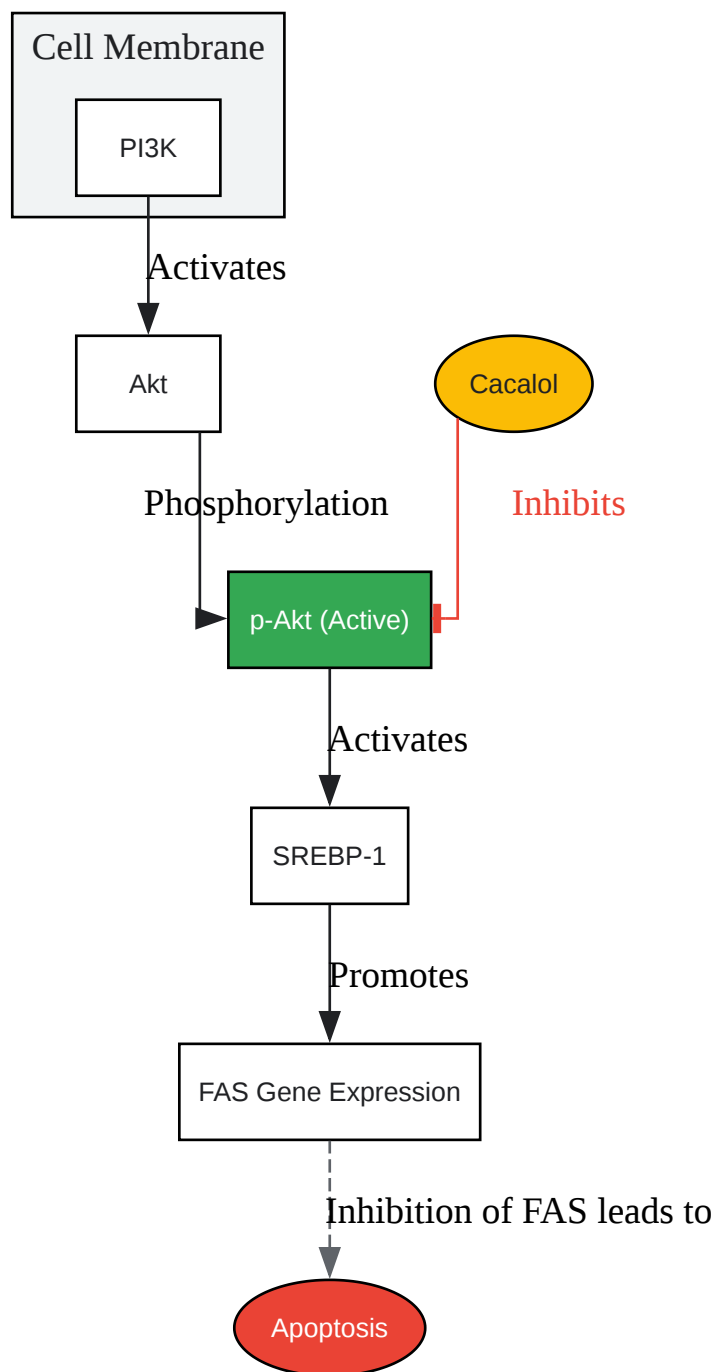 Cell Membrane
PI3K
Activates
Akt
Cacalol
Phosphorylation
Inhibits
p-Akt (Active)
Activates
SREBP-1
Promotes
FAS Gene Expression
Inhibition of FAS leads to
Apoptosis